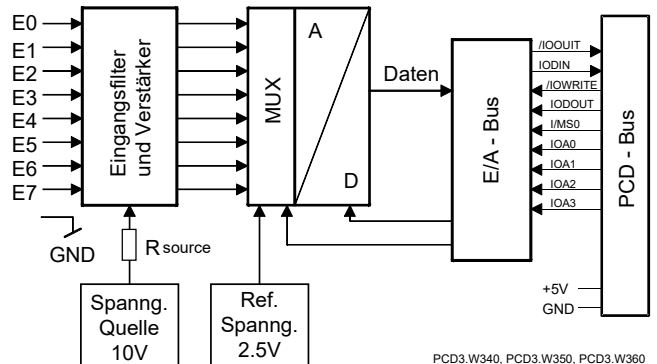 E0
E1
E2
E3
E4
E5
E6
E7
GND
Eingangsfilter
und Verstärker
R source
Spanng.
Quelle
10V
MUX
A
D
Ref.
Spanng.
2.5V
Daten
E/A - Bus
/IOOUIT
IODIN
/IOWRITE
IODOUT
I/MS0
IOA0
IOA1
IOA2
IOA3
+5V
GND
PCD - Bus
PCD3.W340, PCD3.W350, PCD3.W360